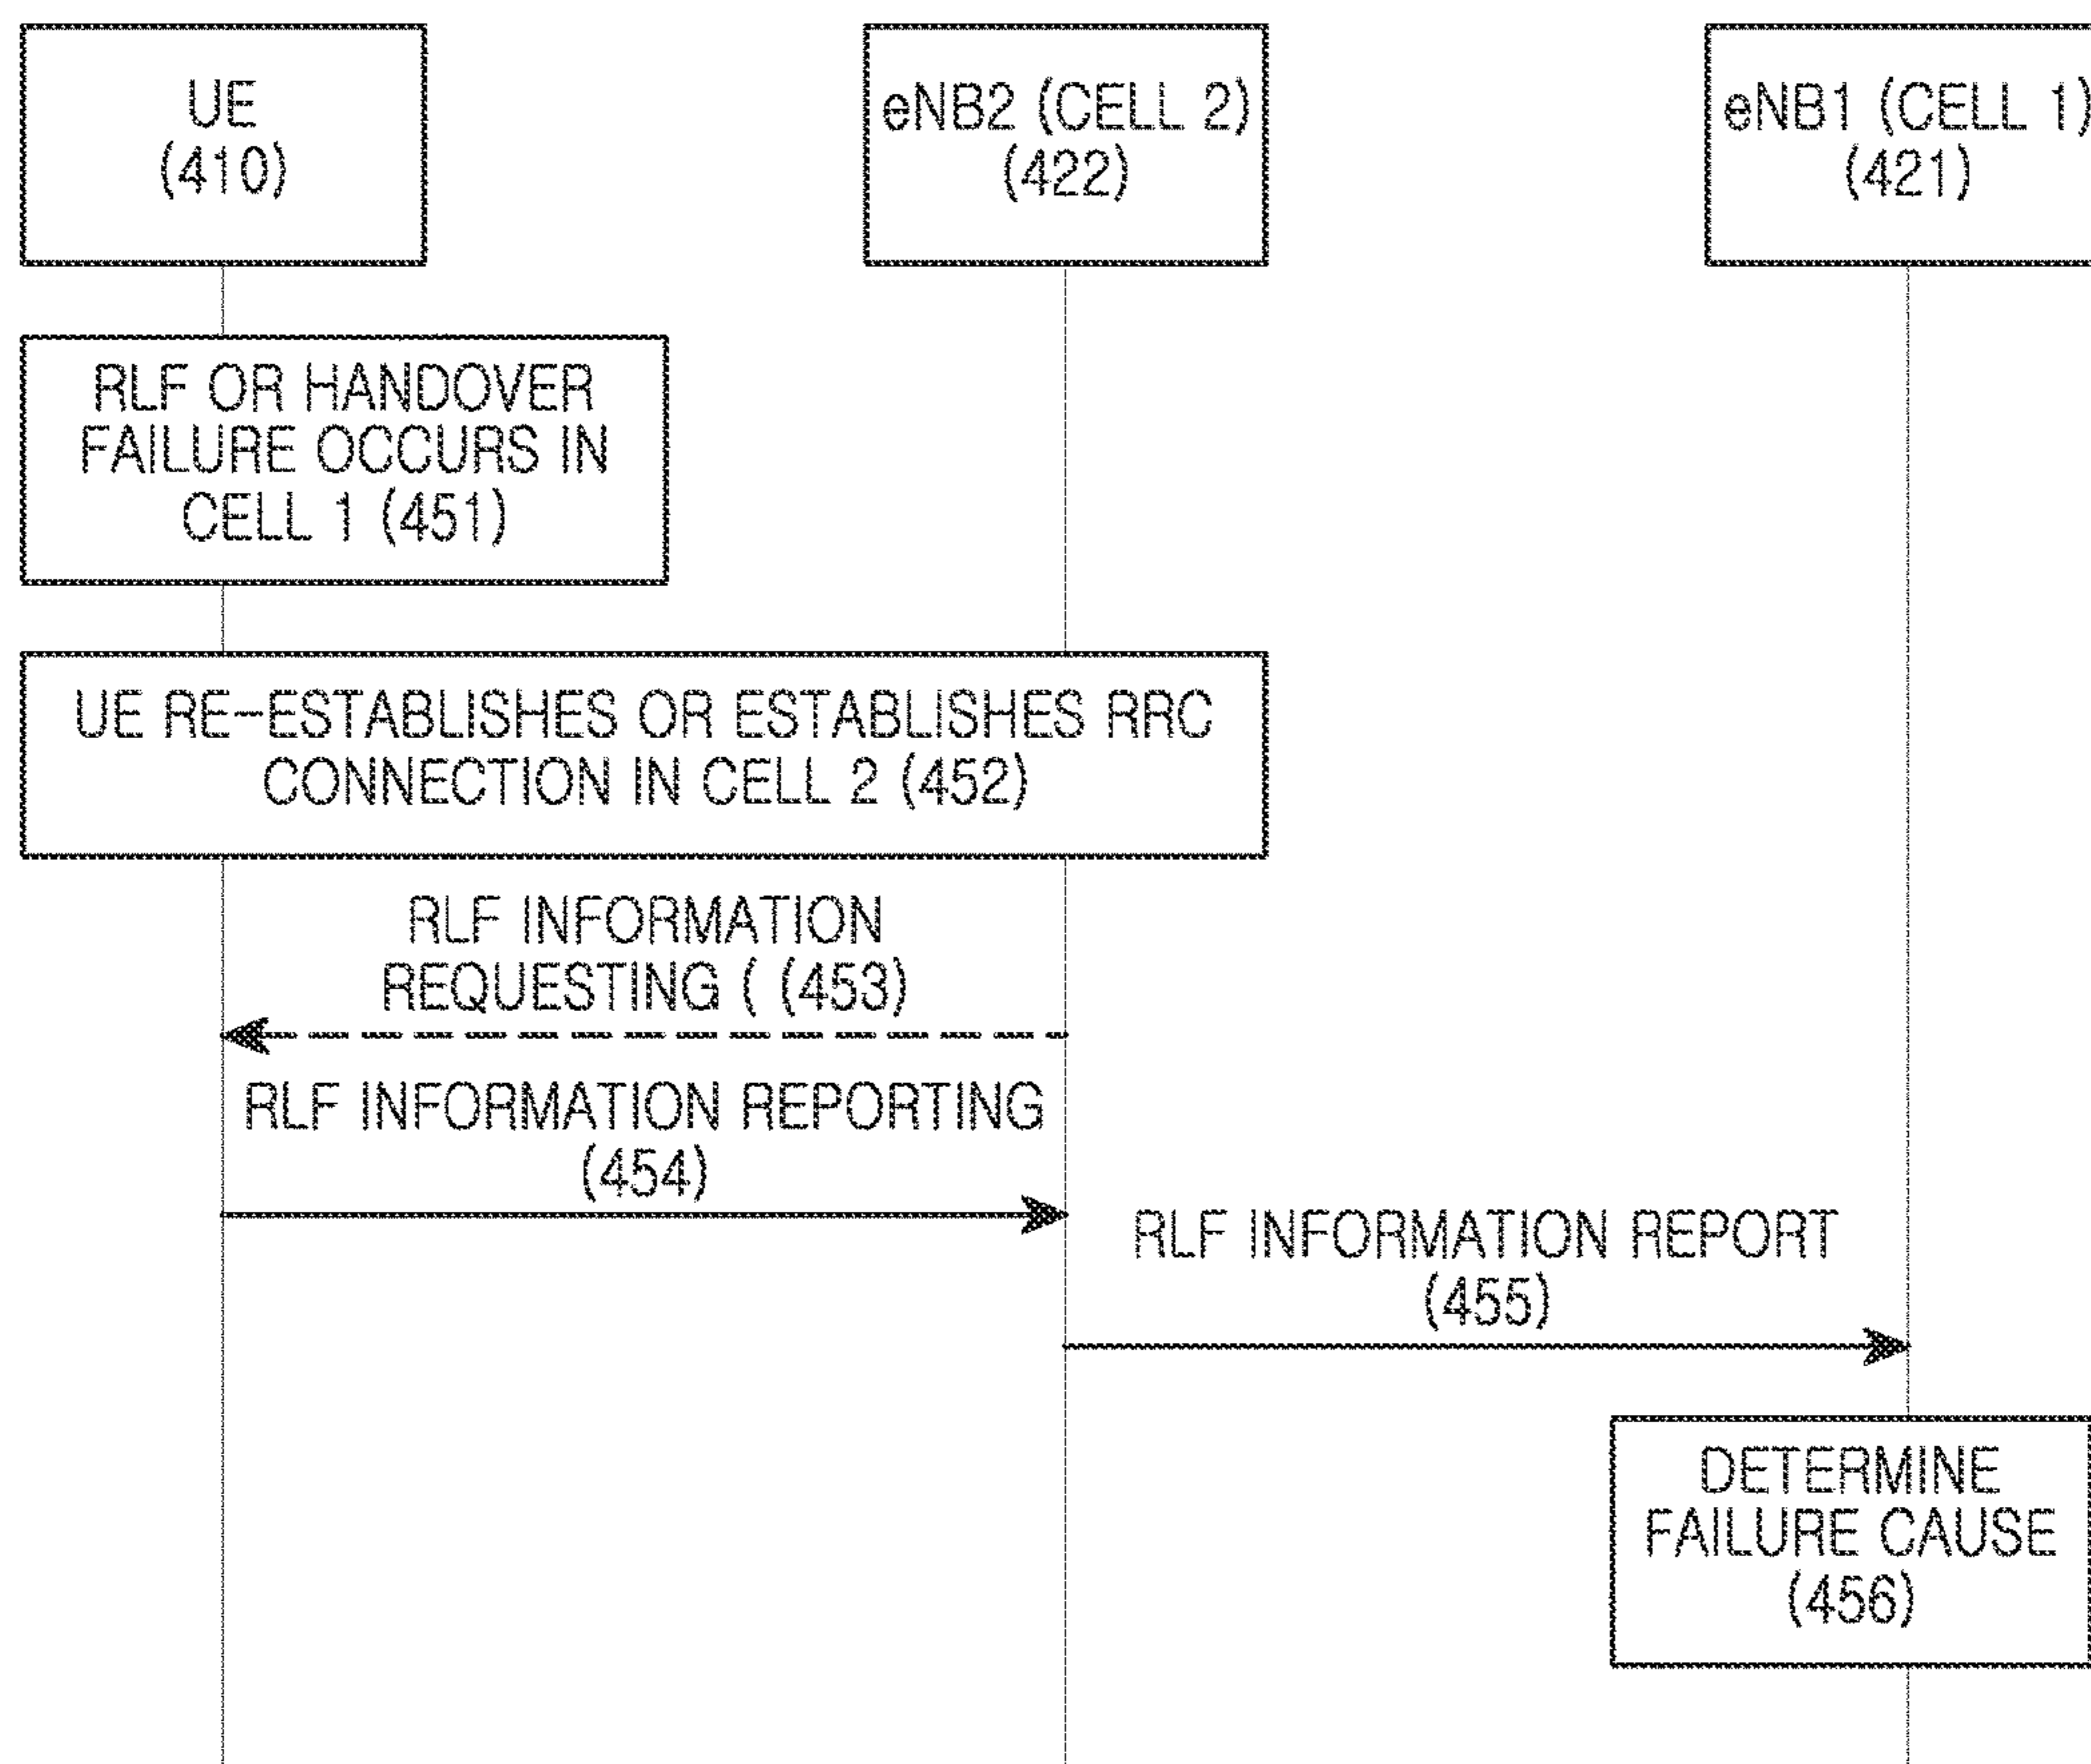 UE
(410)
eNB2 (CELL 2)
(422)
eNB1 (CELL 1)
(421)
RLF OR HANDOVER
FAILURE OCCURS IN
CELL 1 (451)
UE RE-ESTABLISHES OR ESTABLISHES RRC
CONNECTION IN CELL 2 (452)
RLF INFORMATION
REQUESTING ( (453)
RLF INFORMATION REPORTING
(454)
RLF INFORMATION REPORT
(455)
DETERMINE
FAILURE CAUSE
(456)